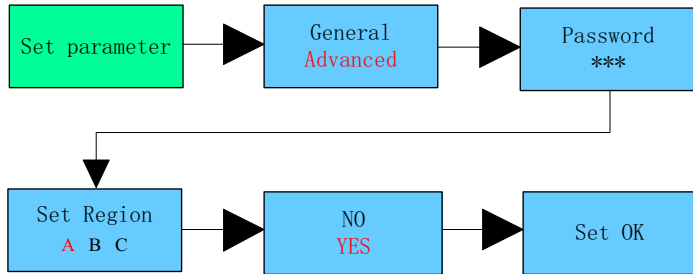 Set parameter
General
Advanced
Password
***
Set Region
A B C
NO
YES
Set OK